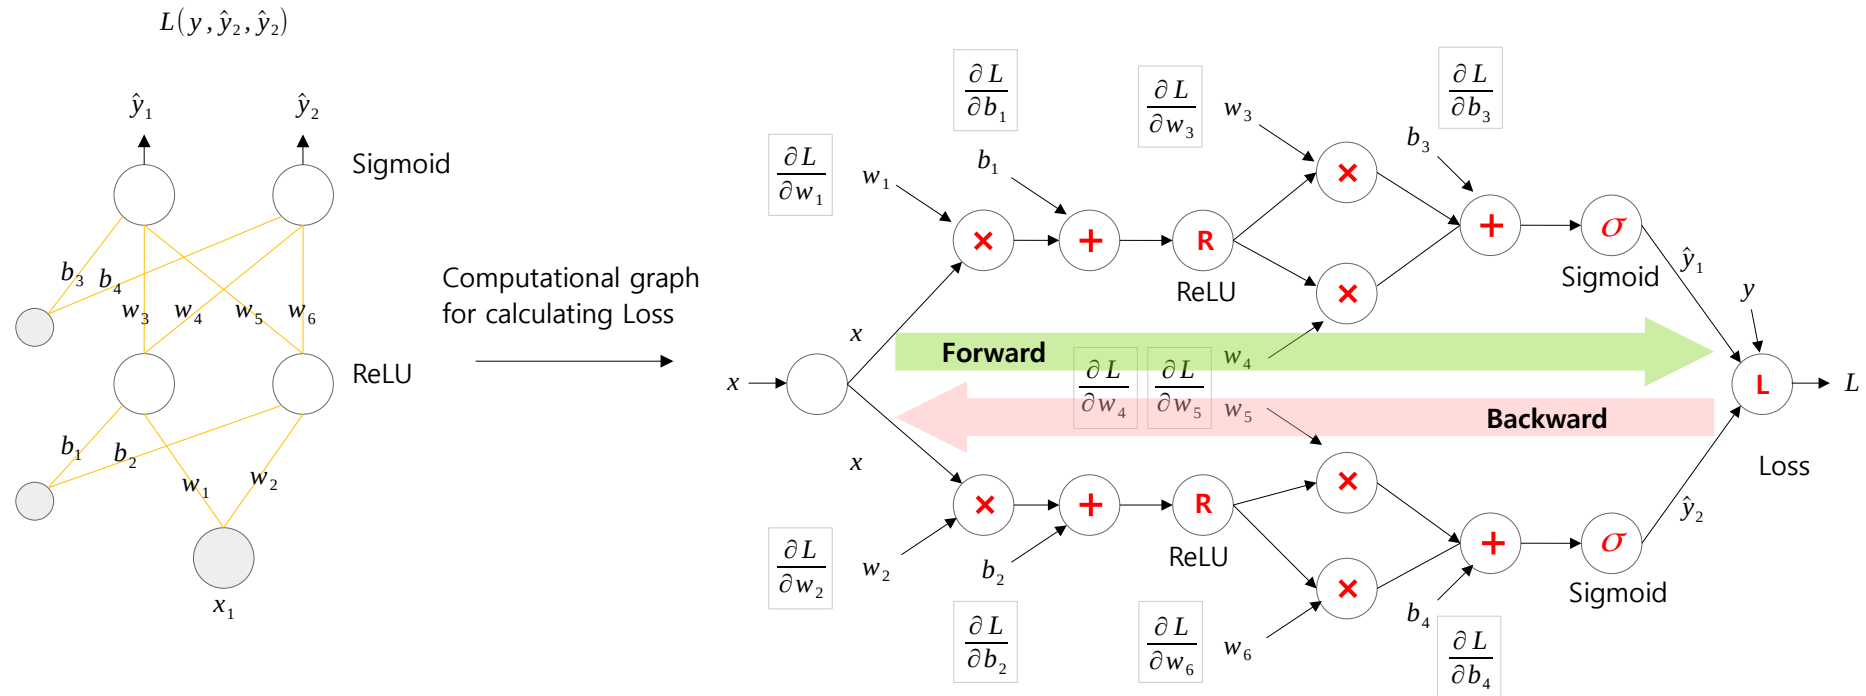 L(y, ŷ₂, ŷ₂)
ŷ₁
ŷ₂
Sigmoid
b₃
b₄
w₃
w₄
w₅
w₆
ReLU
b₁
b₂
w₁
w₂
x₁
Computational graph
for calculating Loss
x
x
x
∂L/∂w₁
w₁
×
∂L/∂b₁
b₁
+
R
ReLU
∂L/∂w₃
w₃
×
×
w₄
∂L/∂b₃
b₃
+
σ
Sigmoid
ŷ₁
y
Forward
∂L/∂w₄
∂L/∂w₅
w₅
Backward
L
L
Loss
∂L/∂w₂
w₂
×
b₂
∂L/∂b₂
+
R
ReLU
×
×
∂L/∂w₆
w₆
+
b₄
∂L/∂b₄
σ
Sigmoid
ŷ₂